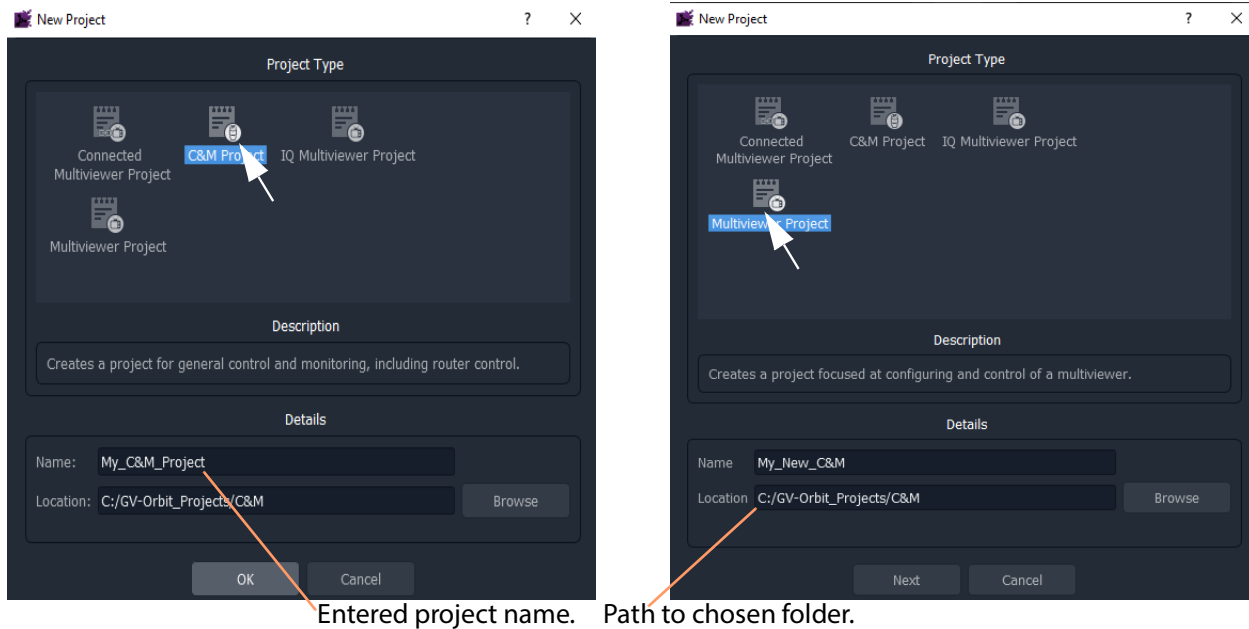 New Project
?
Project Type
Connected
Multiviewer Project
C&M Project
IQ Multiviewer Project
Multiviewer Project
Description
Creates a project for general control and monitoring, including router control.
Details
Name: My_C&M_Project
Location: C:/GV-Orbit_Projects/C&M
Browse
OK
Cancel
Entered project name.
New Project
?
Project Type
Connected
Multiviewer Project
C&M Project
IQ Multiviewer Project
Multiviewer Project
Description
Creates a project focused at configuring and control of a multiviewer.
Details
Name My_New_C&M
Location C:/GV-Orbit_Projects/C&M
Browse
Next
Cancel
Path to chosen folder.